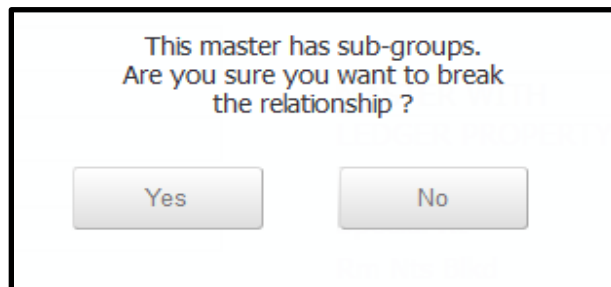 This master has sub-groups.
Are you sure you want to break
the relationship ?
Yes
No